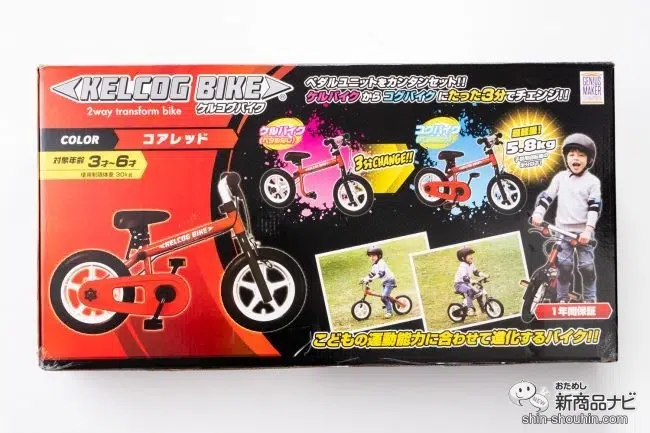 KELCOG BIKE
2way transform bike
ケルコグバイク
COLOR コアレッド
対象年齢 3才〜6才
使用制限体重 30kg
ペダルユニットをカンタンセット!!
ケルバイクからコグバイクにたった3分でチェンジ!!
GENIUS MAKER
ケルバイク
3分CHANGE!!
コグバイク
超軽量!
5.8kg
KELCOG BIKE
1年間保証
こどもの運動能力に合わせて進化するバイク!!
おためし
新商品ナビ
shin-shouhin.com